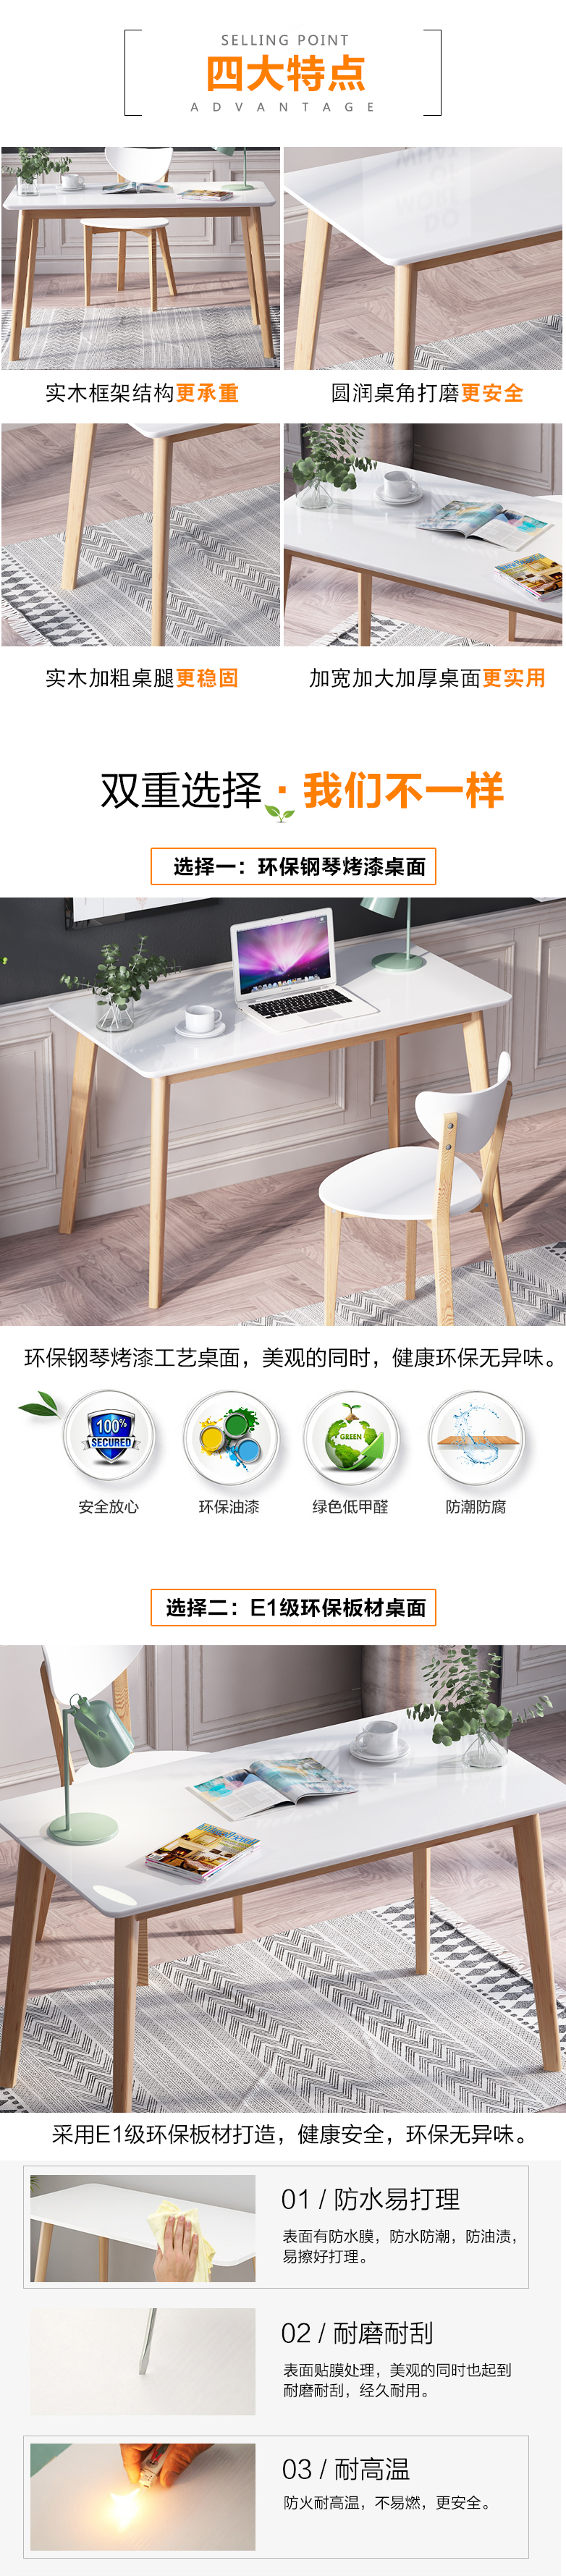 SELLING POINT
四大特点
ADVANTAGE
实木框架结构更承重
圆润桌角打磨更安全
实木加粗桌腿更稳固
加宽加大加厚桌面更实用
双重选择·我们不一样
选择一：环保钢琴烤漆桌面
环保钢琴烤漆工艺桌面，美观的同时，健康环保无异味。
100%
SECURED
GREEN
安全放心
环保油漆
绿色低甲醛
防潮防腐
选择二：E1级环保板材桌面
采用E1级环保板材打造，健康安全，环保无异味。
01 / 防水易打理
表面有防水膜，防水防潮，防油渍，
易擦好打理。
02 / 耐磨耐刮
表面贴膜处理，美观的同时也起到
耐磨耐刮，经久耐用。
03 / 耐高温
防火耐高温，不易燃，更安全。